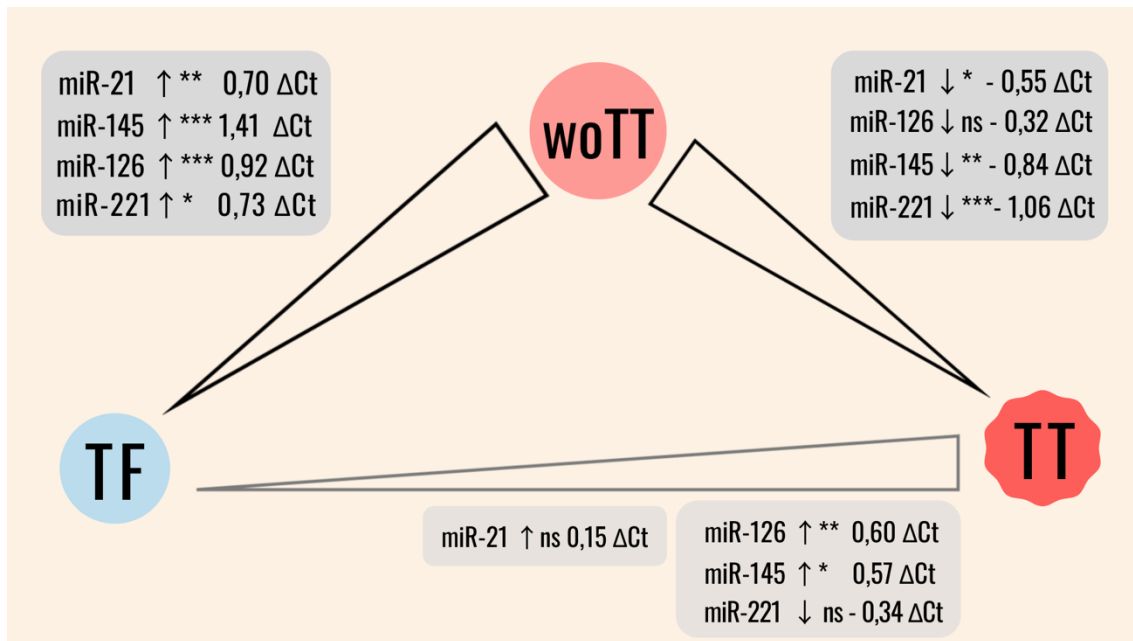 miR-21 ↑ ** 0,70 ΔCt
miR-145 ↑ *** 1,41 ΔCt
miR-126 ↑ *** 0,92 ΔCt
miR-221 ↑ * 0,73 ΔCt
woTT
miR-21 ↓ * - 0,55 ΔCt
miR-126 ↓ ns - 0,32 ΔCt
miR-145 ↓ ** - 0,84 ΔCt
miR-221 ↓ ***- 1,06 ΔCt
TF
TT
miR-21 ↑ ns 0,15 ΔCt
miR-126 ↑ ** 0,60 ΔCt
miR-145 ↑ * 0,57 ΔCt
miR-221 ↓ ns - 0,34 ΔCt